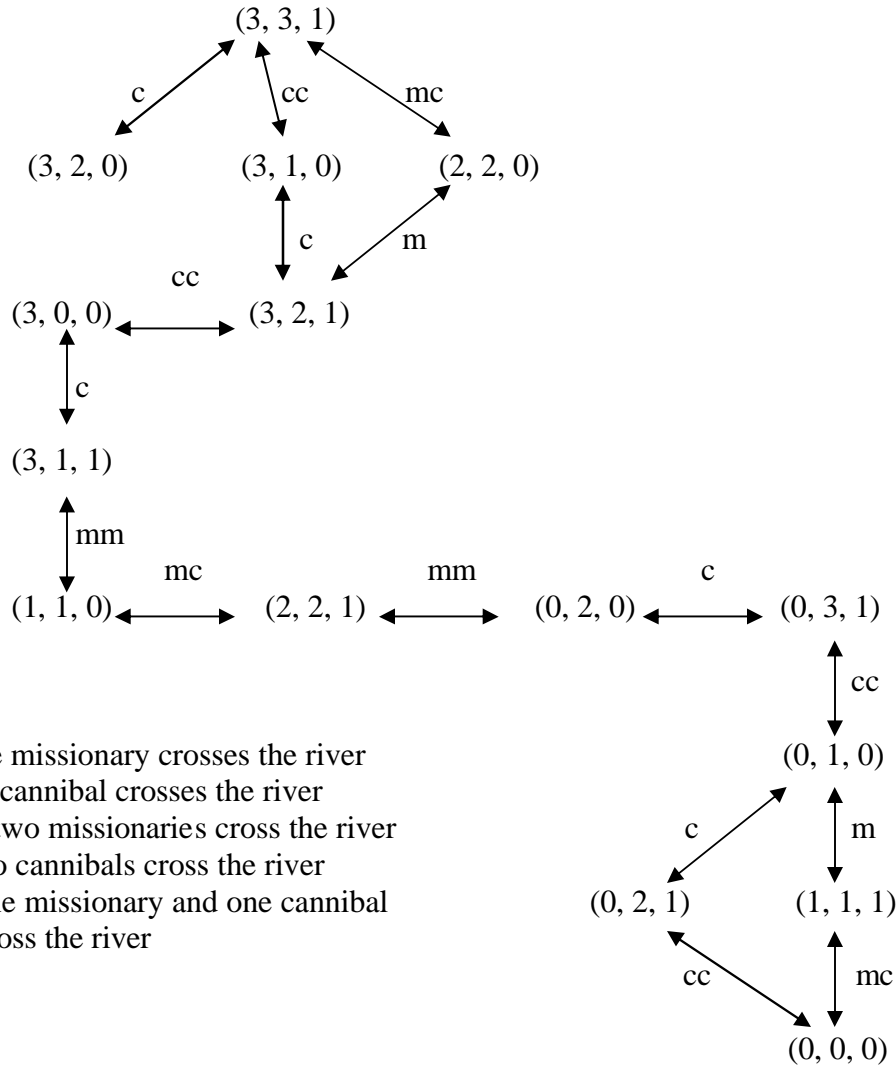 (3, 3, 1)
c cc mc
(3, 2, 0) (3, 1, 0) (2, 2, 0)
c m
cc
(3, 0, 0) (3, 2, 1)
c
(3, 1, 1)
mm
mc mm c
(1, 1, 0) (2, 2, 1) (0, 2, 0) (0, 3, 1)
cc
missionary crosses the river
(0, 1, 0)
cannibal crosses the river
two missionaries cross the river
c m
cannibals cross the river
missionary and one cannibal
(0, 2, 1) (1, 1, 1)
the river
cc mc
(0, 0, 0)